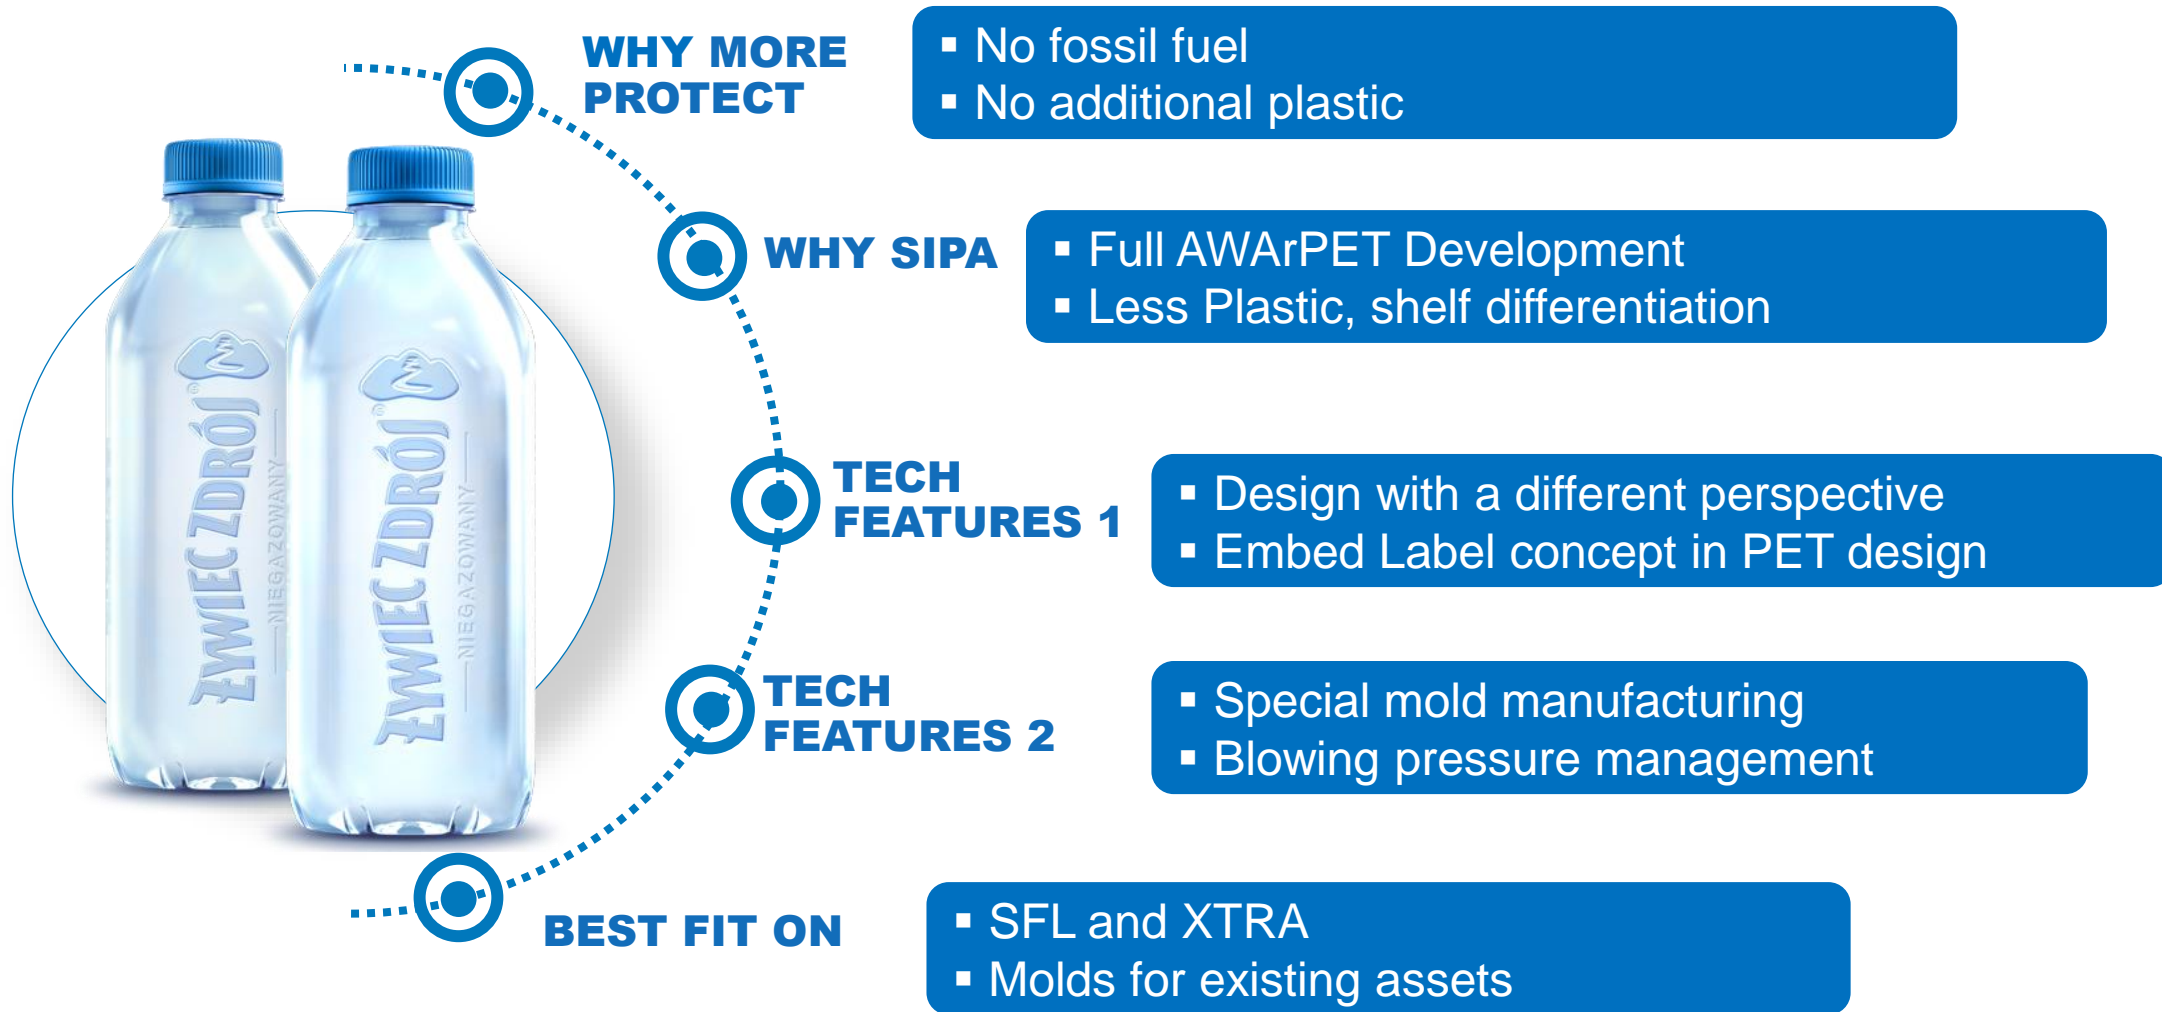 WHY MORE
PROTECT
▪ No fossil fuel
▪ No additional plastic
WHY SIPA
▪ Full AWArPET Development
▪ Less Plastic, shelf differentiation
TECH
FEATURES 1
▪ Design with a different perspective
▪ Embed Label concept in PET design
TECH
FEATURES 2
▪ Special mold manufacturing
▪ Blowing pressure management
BEST FIT ON
▪ SFL and XTRA
▪ Molds for existing assets
ŻYWIEC ZDRÓJ®
NIEGAZOWANY
ŻYWIEC ZDRÓJ®
NIEGAZOWANY